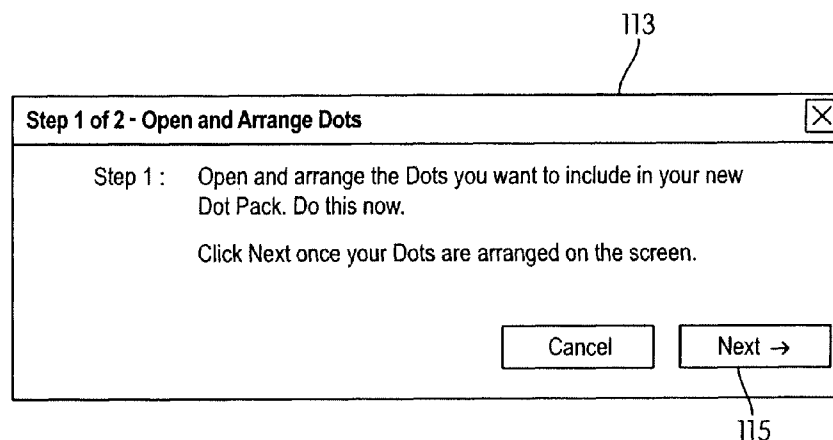 113
Step 1 of 2 - Open and Arrange Dots
Step 1 : Open and arrange the Dots you want to include in your new
Dot Pack. Do this now.
Click Next once your Dots are arranged on the screen.
Cancel Next →
115